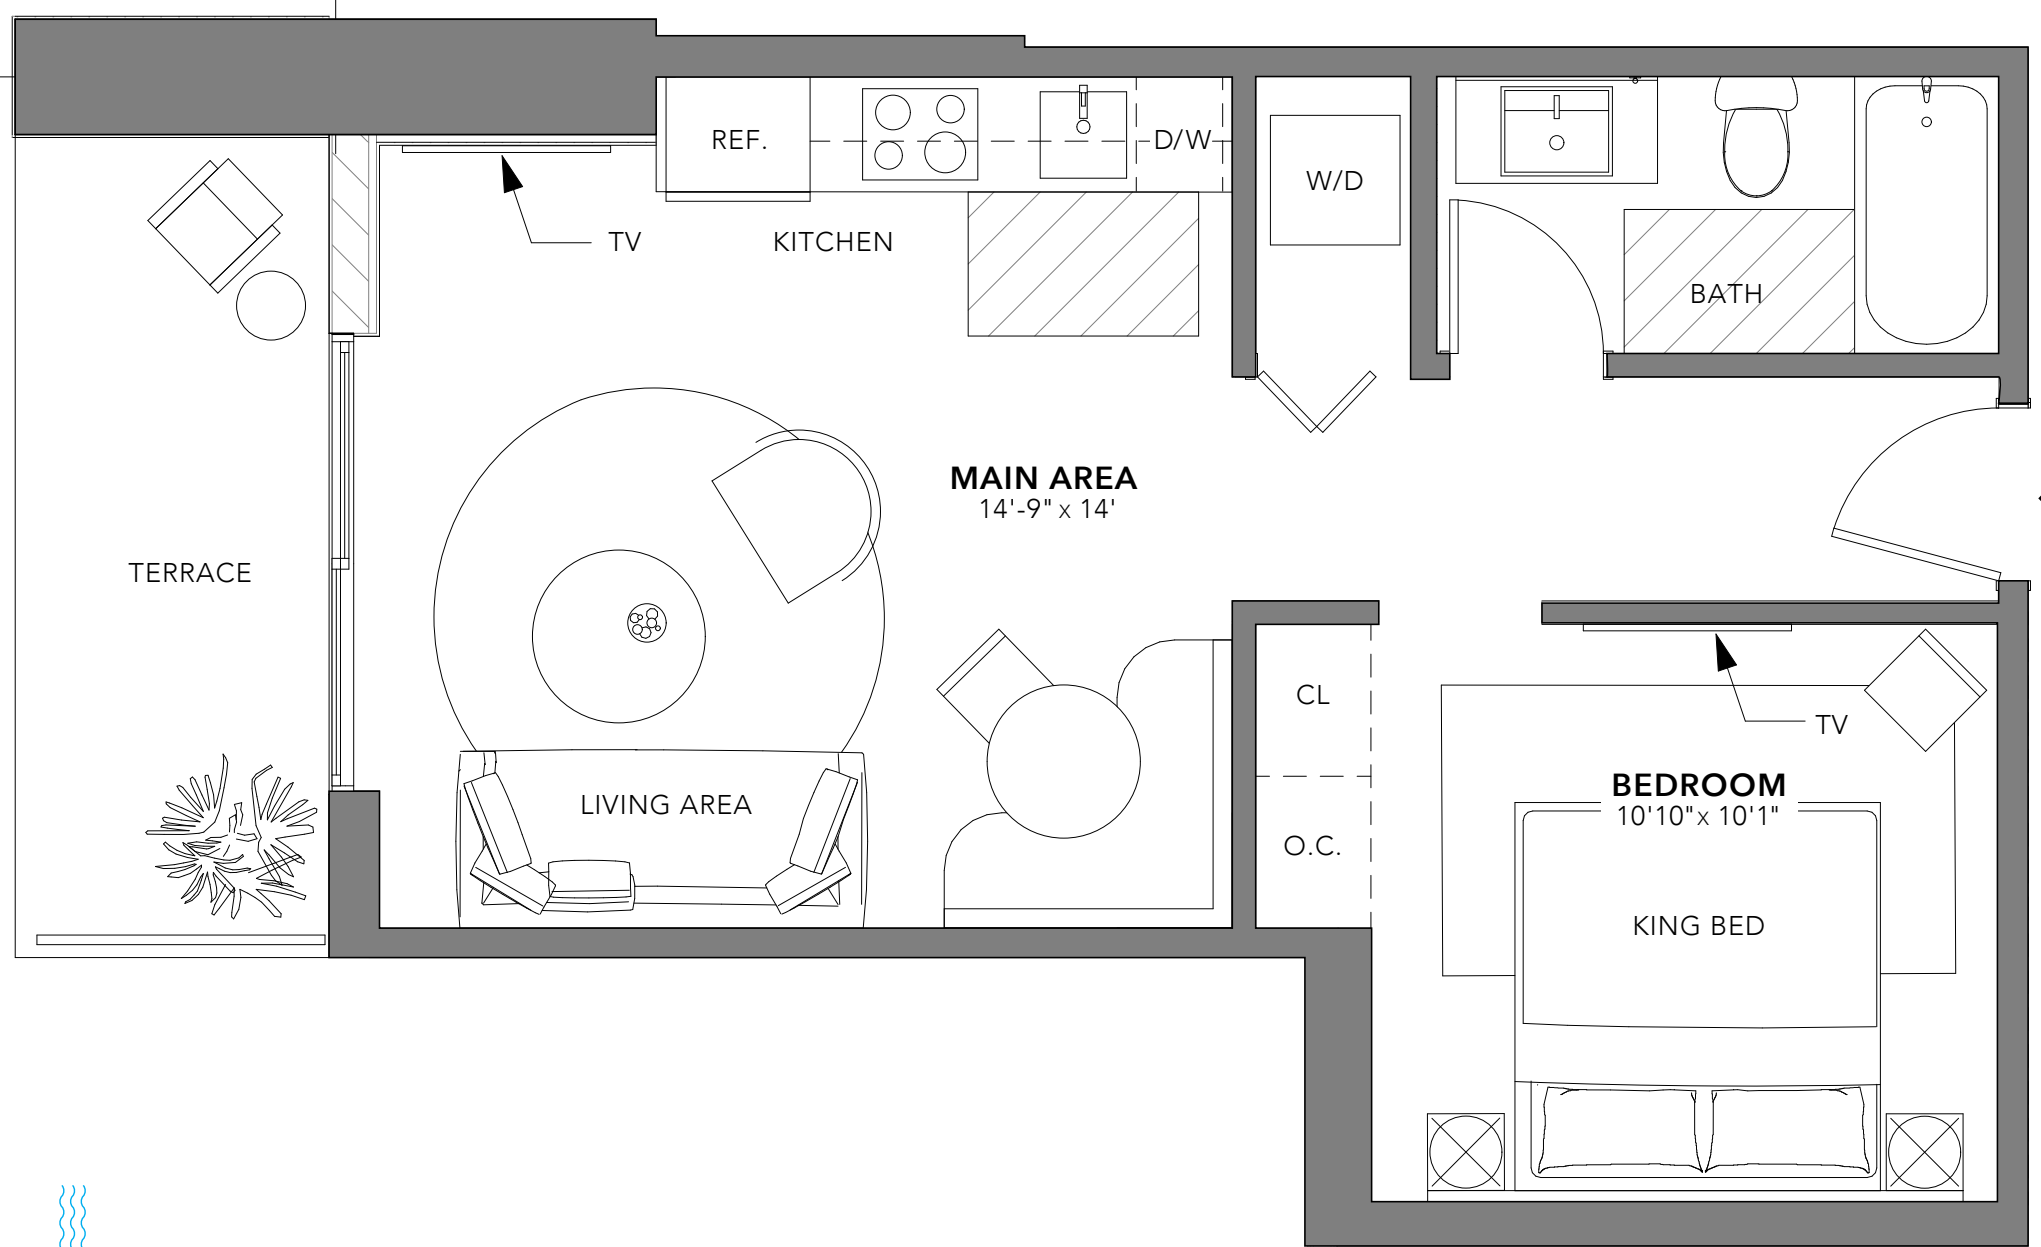 REF.
D/W
W/D
TV
KITCHEN
BATH
MAIN AREA
14'-9" x 14'
TERRACE
CL
TV
BEDROOM
10'10"x 10'1"
LIVING AREA
O.C.
KING BED